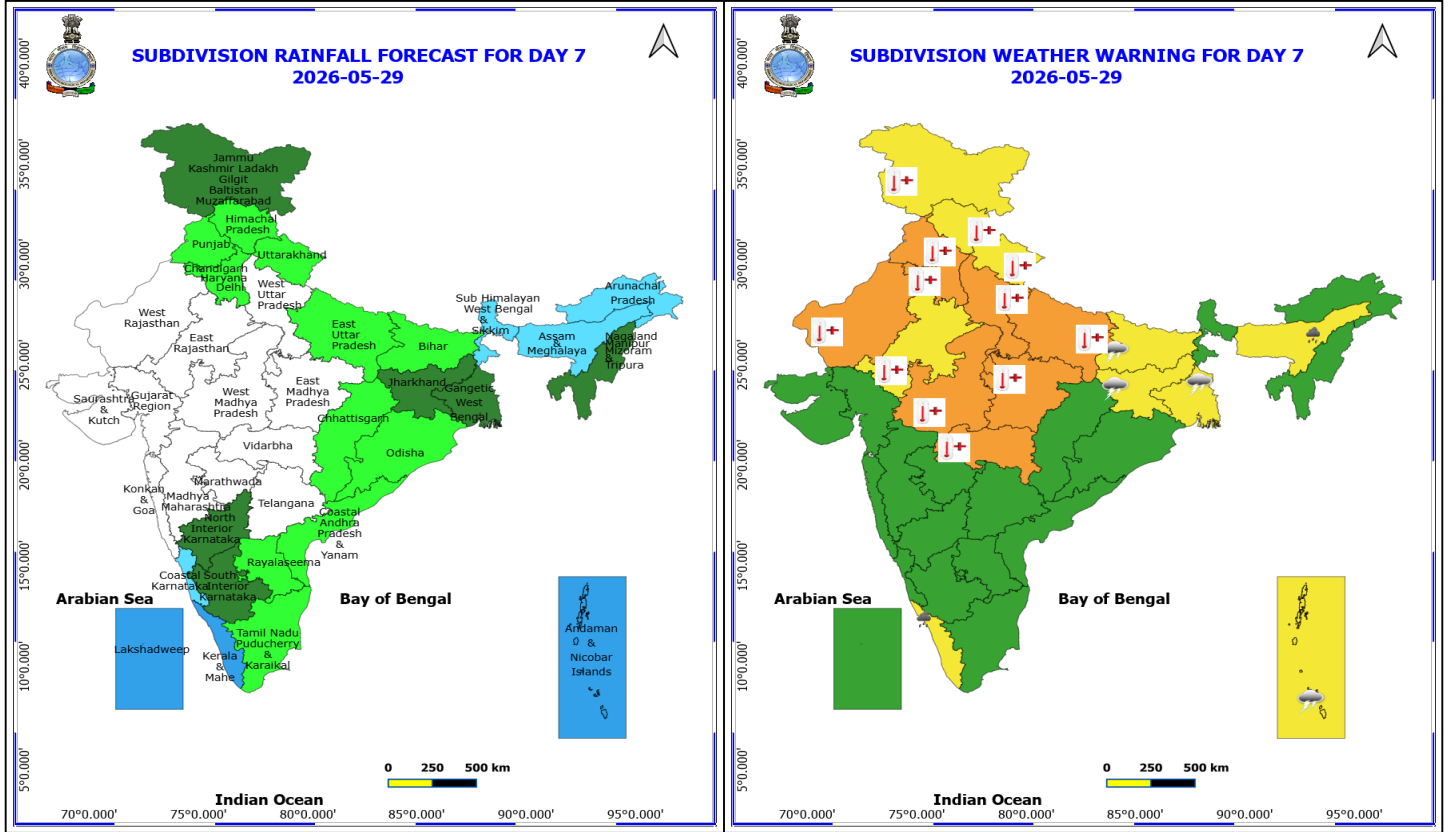 SUBDIVISION RAINFALL FORECAST FOR DAY 7
2026-05-29
40°0.000'
35°0.000'
30°0.000'
25°0.000'
20°0.000'
15°0.000'
10°0.000'
5°0.000'
Jammu
Kashmir Ladakh
Gilgit
Baltistan
Muzaffarabad
Himachal
Pradesh
Punjab
Uttarakhand
Chandigarh
Haryana
Delhi
West
Uttar
Pradesh
West
Rajasthan
East
Rajasthan
East
Uttar
Pradesh
Bihar
Sub Himalayan
West Bengal
&
Sikkim
Arunachal
Pradesh
Assam
&
Meghalaya
Nagaland
Manipur
Mizoram
&
Tripura
Saurashtra
&
Kutch
Gujarat
Region
West
Madhya
Pradesh
East
Madhya
Pradesh
Jharkhand
Gangetic
West
Bengal
Chhattisgarh
Odisha
Vidarbha
Konkan
&
Goa
Madhya
Maharashtra
Marathwada
Telangana
North
Interior
Karnataka
Coastal
Andhra
Pradesh
&
Yanam
Rayalaseema
Coastal
Karnataka
South
Interior
Karnataka
Tamil Nadu
Puducherry
&
Karaikal
Kerala
&
Mahe
Lakshadweep
Andaman
&
Nicobar
Islands
Arabian Sea
Bay of Bengal
0 250 500 km
Indian Ocean
70°0.000' 75°0.000' 80°0.000' 85°0.000' 90°0.000' 95°0.000'
SUBDIVISION WEATHER WARNING FOR DAY 7
2026-05-29
40°0.000'
35°0.000'
30°0.000'
25°0.000'
20°0.000'
15°0.000'
10°0.000'
5°0.000'
Arabian Sea
Bay of Bengal
0 250 500 km
Indian Ocean
70°0.000' 75°0.000' 80°0.000' 85°0.000' 90°0.000' 95°0.000'